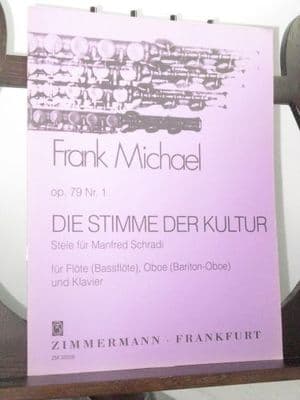 Frank Michael
op. 79 Nr. 1
DIE STIMME DER KULTUR
Stele für Manfred Schradi
für Flöte (Bassflöte), Oboe (Bariton-Oboe)
und Klavier
ZIMMERMANN · FRANKFURT